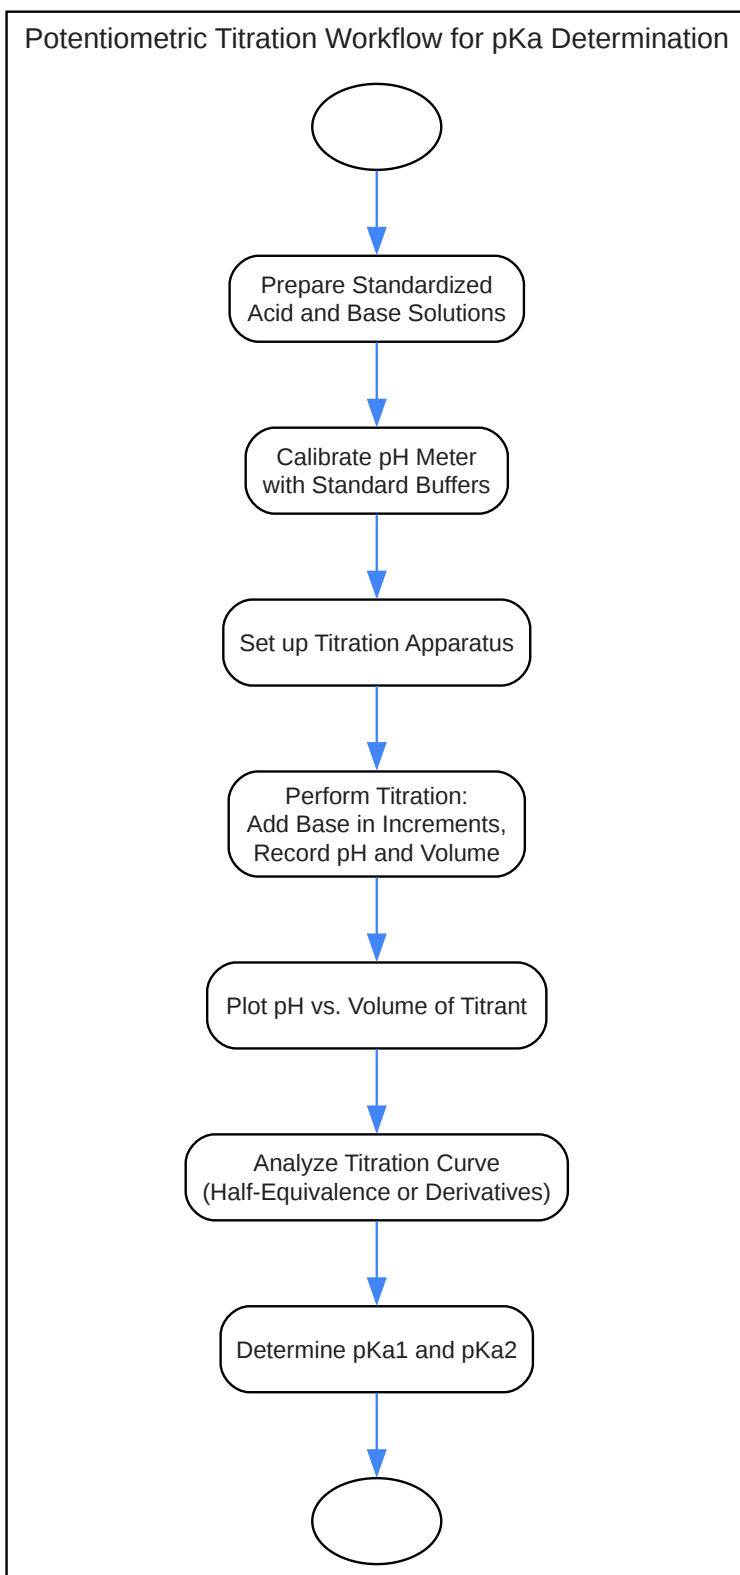 Potentiometric Titration Workflow for pKa Determination
Prepare Standardized
Acid and Base Solutions
Calibrate pH Meter
with Standard Buffers
Set up Titration Apparatus
Perform Titration:
Add Base in Increments,
Record pH and Volume
Plot pH vs. Volume of Titrant
Analyze Titration Curve
(Half-Equivalence or Derivatives)
Determine pKa1 and pKa2